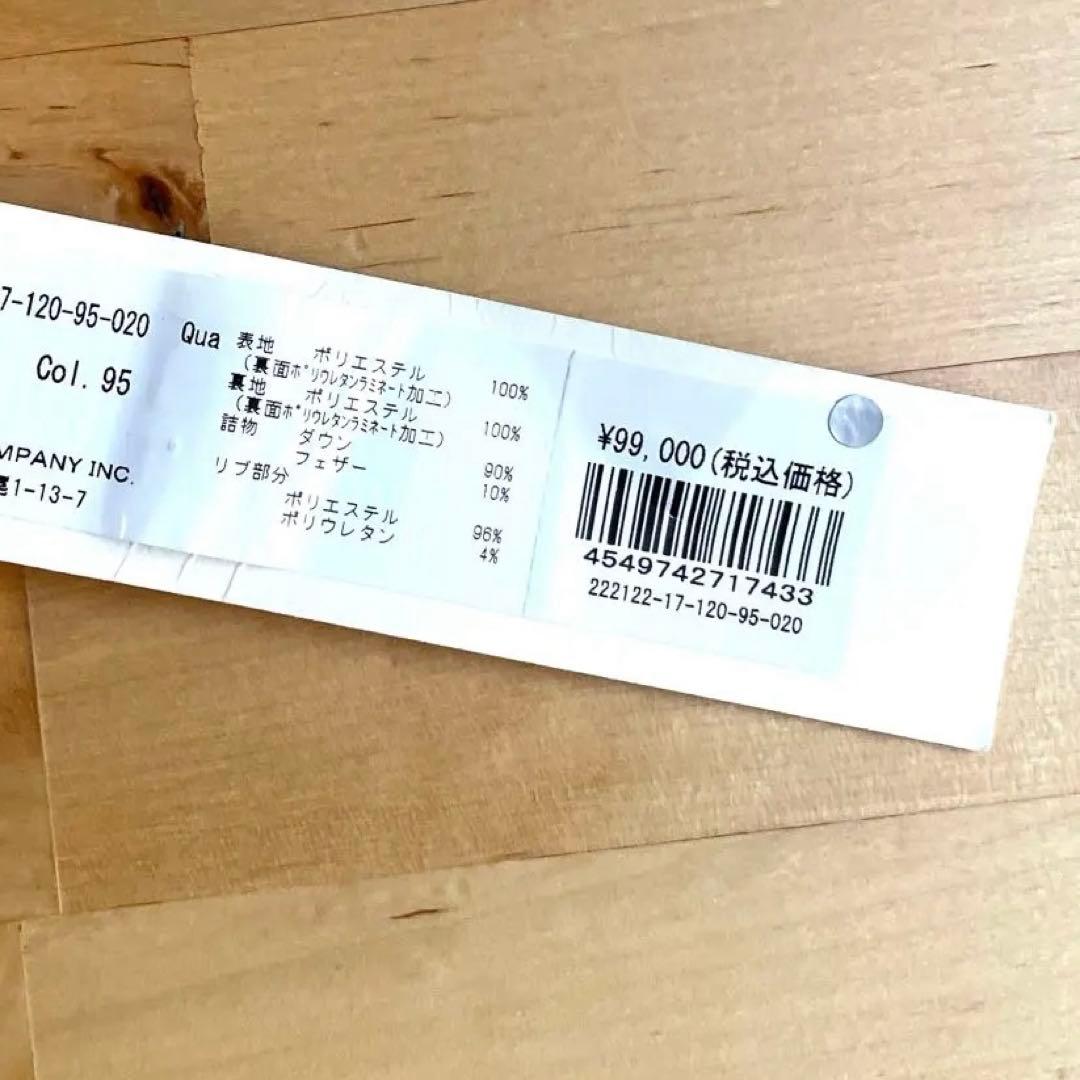 7-120-95-020
Col. 95
MPANY INC.
尾1-13-7
Qua 表地 ポリエステル 100%
(裏面ポリウレタンラミネート加工)
裏地 ポリエステル 100%
(裏面ポリウレタンラミネート加工)
詰物 ダウン 90%
フェザー 10%
リブ部分
ポリエステル 96%
ポリウレタン 4%
¥99,000(税込価格)
4549742717433
222122-17-120-95-020